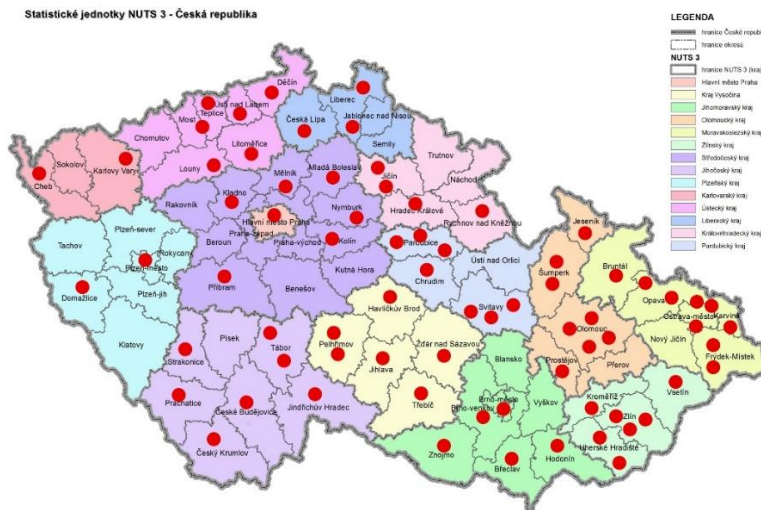 Statistické jednotky NUTS 3 - Česká republika
LEGENDA
hranice České republi
hranice okresů
NUTS 3
hranice NUTS 3 (kraj
Hlavní město Praha
Kraj Vysočina
Jihomoravský kraj
Olomoucký kraj
Moravskoslezský kraj
Zlínský kraj
Středočeský kraj
Jihočeský kraj
Plzeňský kraj
Karlovarský kraj
Ústecký kraj
Liberecký kraj
Královéhradecký kraj
Pardubický kraj
Děčín
Liberec
Ústí nad Labem
Teplice
Most
Česká Lípa
Jablonec nad Nisou
Chomutov
Litoměřice
Semily
Trutnov
Sokolov
Karlovy Vary
Louny
Cheb
Mělník
Mladá Boleslav
Jičín
Náchod
Rakovník
Kladno
Hradec Králové
Nymburk
Rychnov nad Kněžnou
Jeseník
Hlavní město Praha
Praha-západ
Plzeň-sever
Tachov
Beroun
Praha-východ
Kolín
Pardubice
Rokycany
Plzeň-město
Ústí nad Orlicí
Bruntál
Šumperk
Kutná Hora
Chrudim
Příbram
Domažlice
Plzeň-jih
Benešov
Opava
Karviná
Ostrava-město
Havlíčkův Brod
Svitavy
Olomouc
Nový Jičín
Klatovy
Písek
Tábor
Pelhřimov
Žďár nad Sázavou
Frýdek-Místek
Strakonice
Jihlava
Blansko
Prostějov
Přerov
Vsetín
Prachatice
České Budějovice
Jindřichův Hradec
Třebíč
Brno-město
Brno-venkov
Vyškov
Kroměříž
Zlín
Uherské Hradiště
Český Krumlov
Znojmo
Břeclav
Hodonín